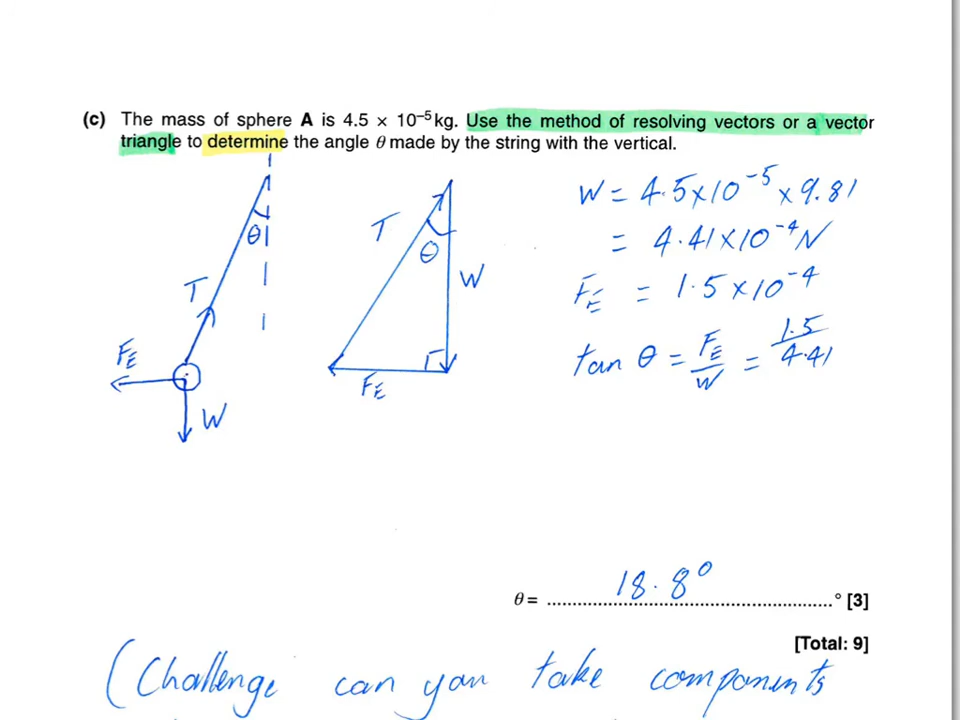 (c) The mass of sphere A is 4.5 × 10⁻⁵ kg. Use the method of resolving vectors or a vector
triangle to determine the angle θ made by the string with the vertical.
W = 4.5×10⁻⁵ × 9.81
= 4.41×10⁻⁴ N
F_E = 1.5×10⁻⁴
tan θ = F_E/W = 1.5/4.41
θ
T
F_E
W
T
θ
W
F_E
18.8°
θ = ........................................................................° [3]
[Total: 9]
(Challenge can you take components